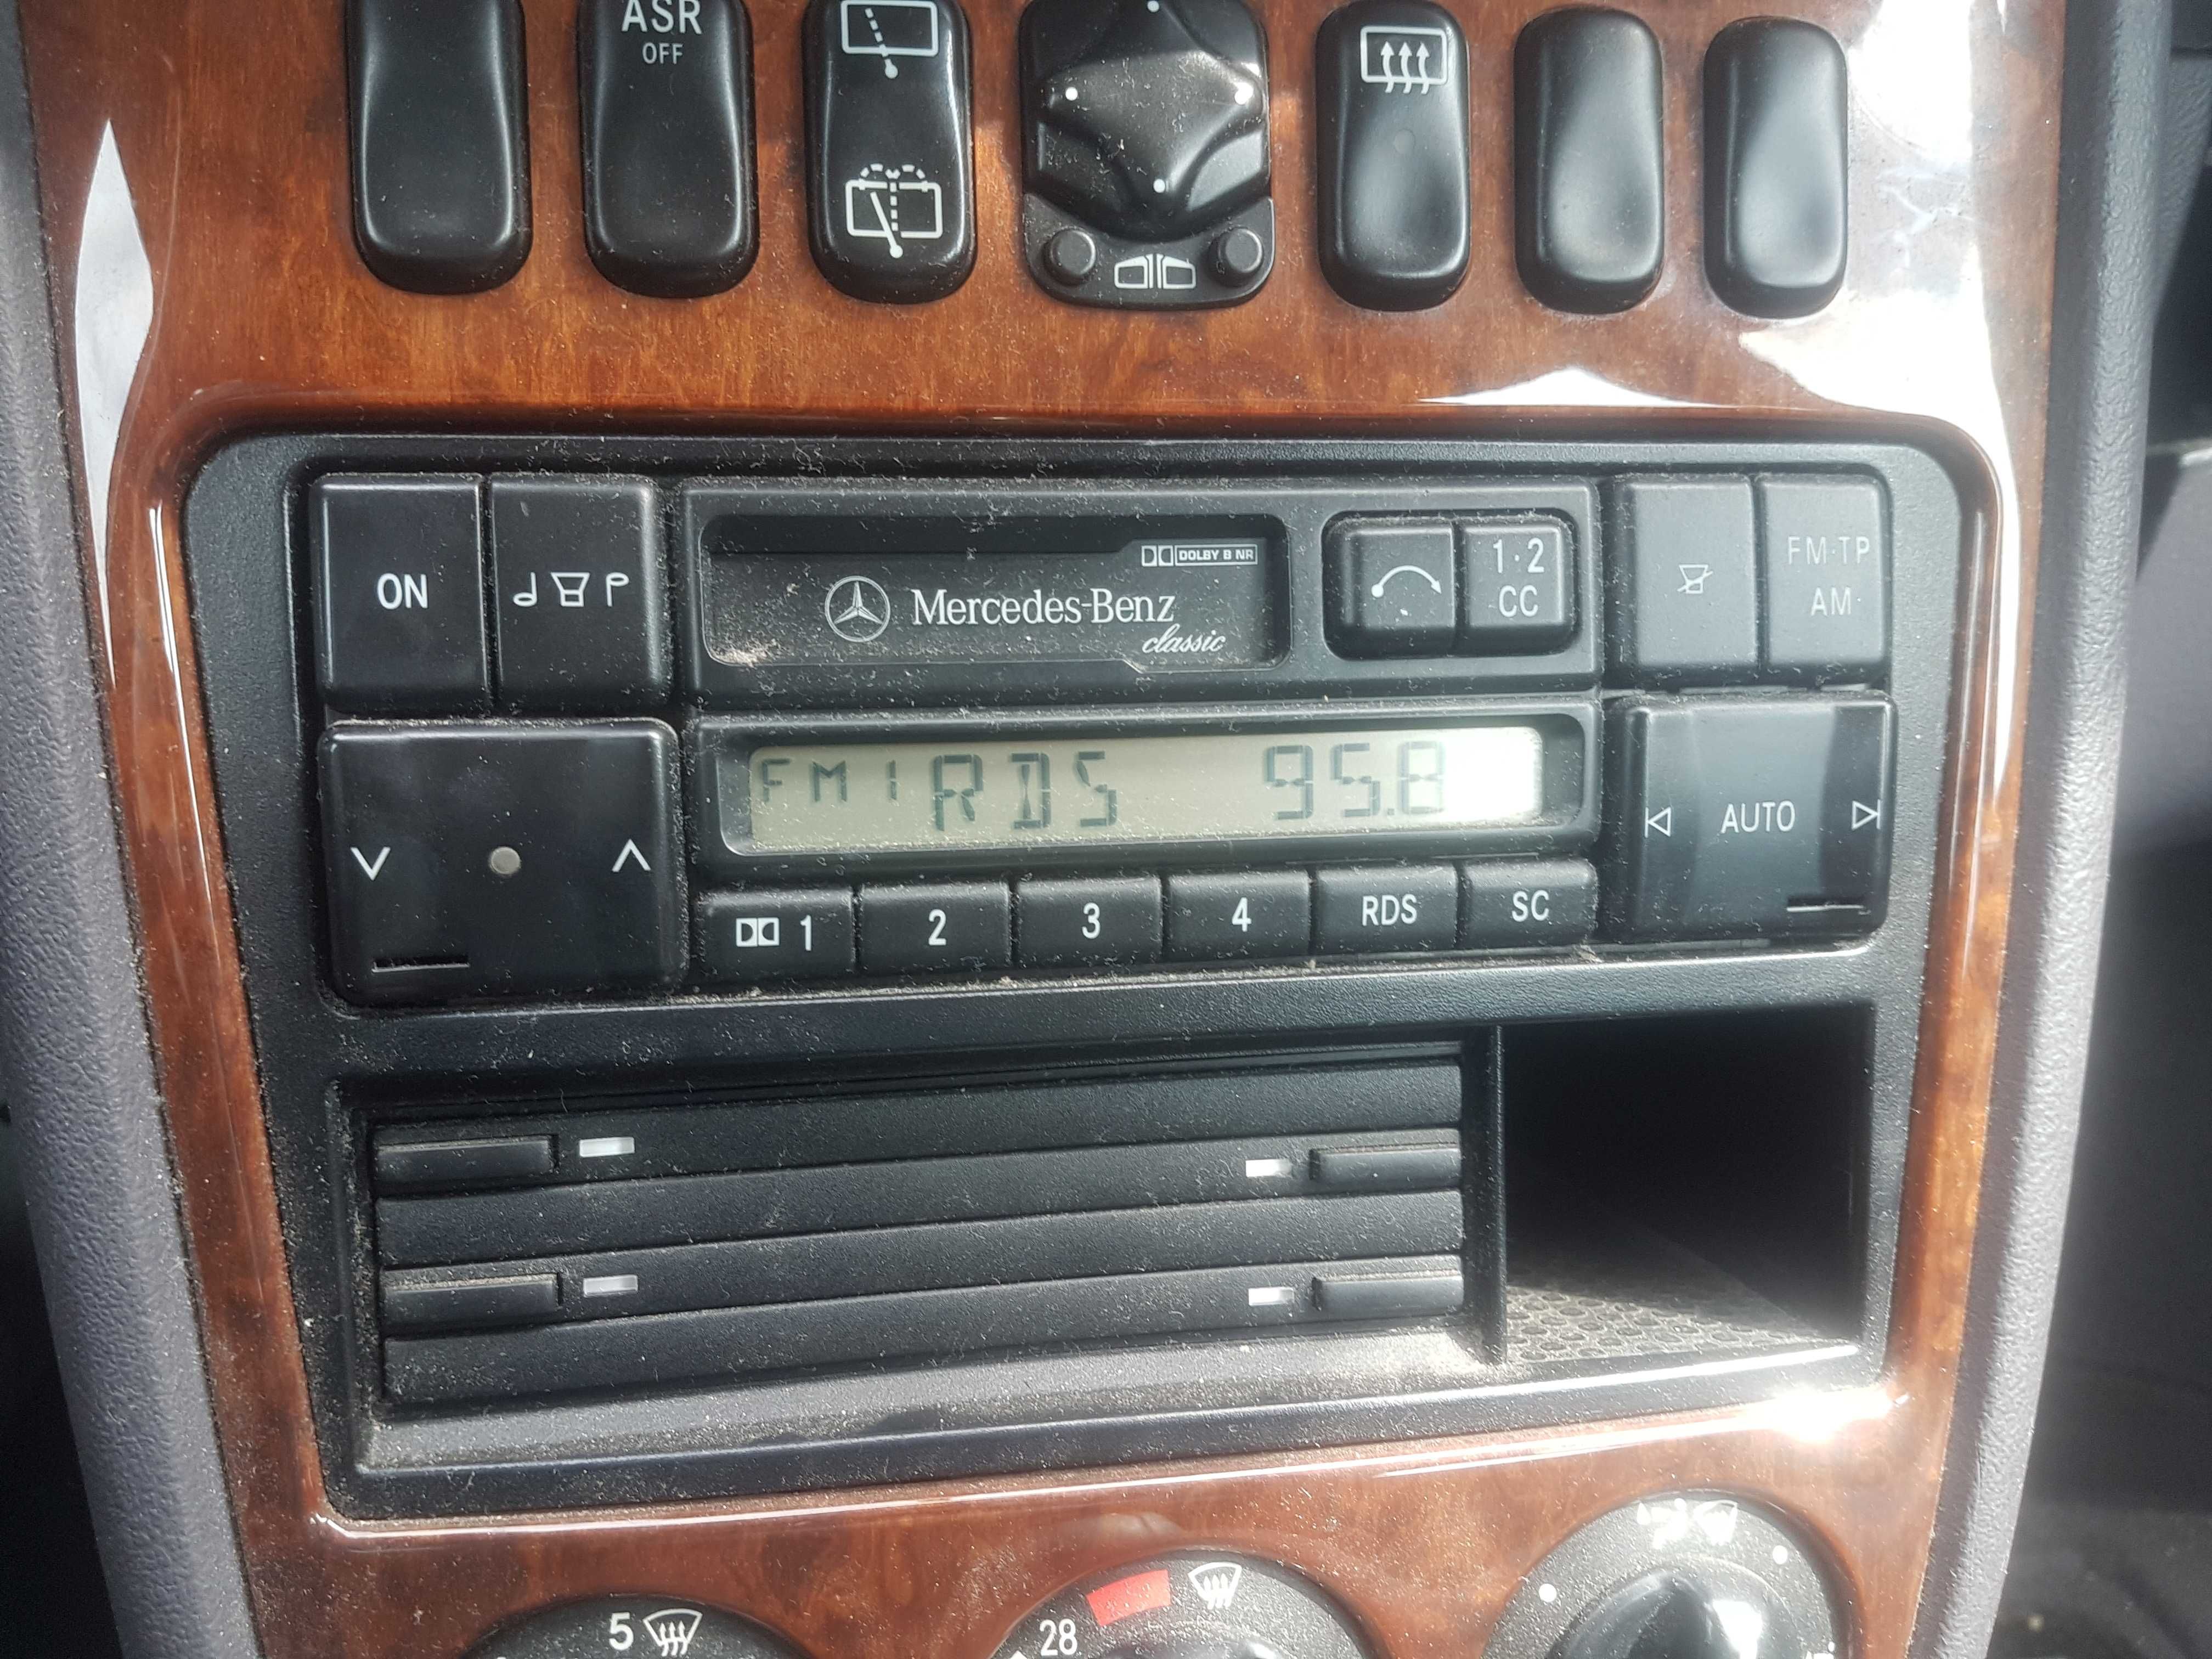 ASR
OFF
DOLBY B NR
ON
Mercedes-Benz
classic
1·2
CC
FM·TP
AM
FM1 RDS 95.8
AUTO
1 2 3 4 RDS SC
5
28